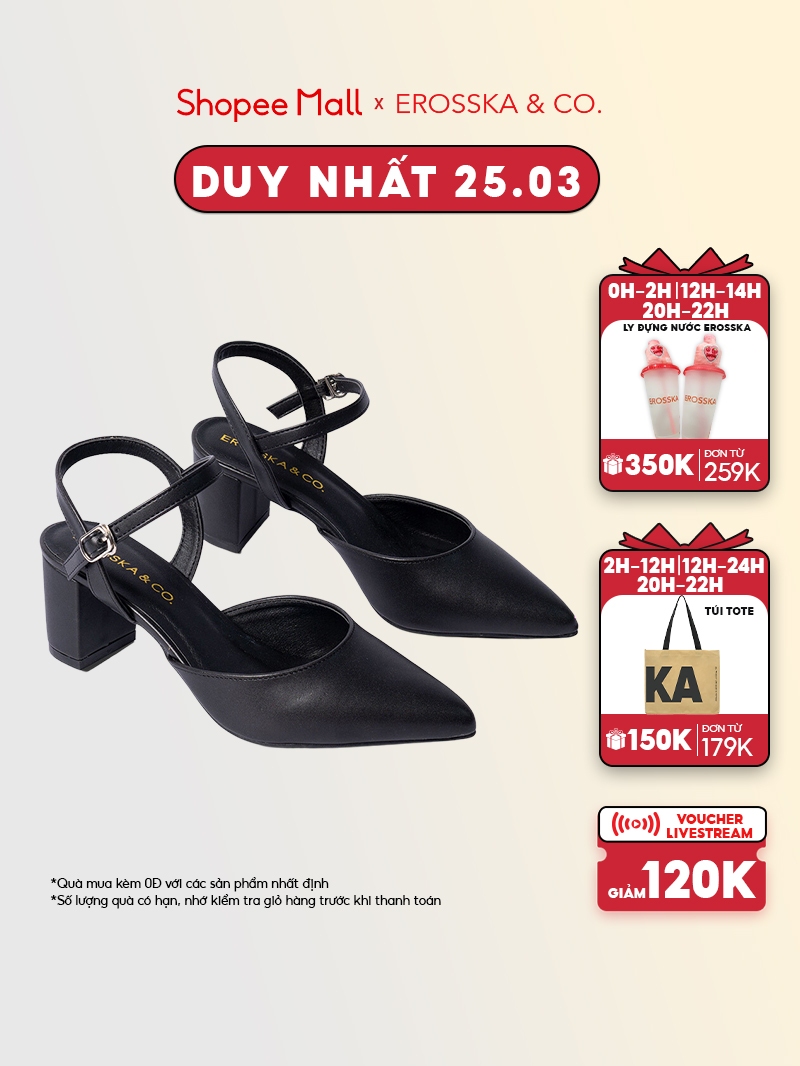 Shopee Mall x EROSSKA & CO.
DUY NHẤT 25.03
0H-2H|12H-14H
20H-22H
LY ĐỰNG NƯỚC EROSSKA
EROSSKA
EROSSKA
350K
ĐƠN TỪ
259K
EROSSKA & CO.
SKA & CO.
2H-12H|12H-24H
20H-22H
TÚI TOTE
KA
150K
ĐƠN TỪ
179K
VOUCHER
LIVESTREAM
GIẢM 120K
*Quà mua kèm 0Đ với các sản phẩm nhất định
*Số lượng quà có hạn, nhớ kiểm tra giỏ hàng trước khi thanh toán